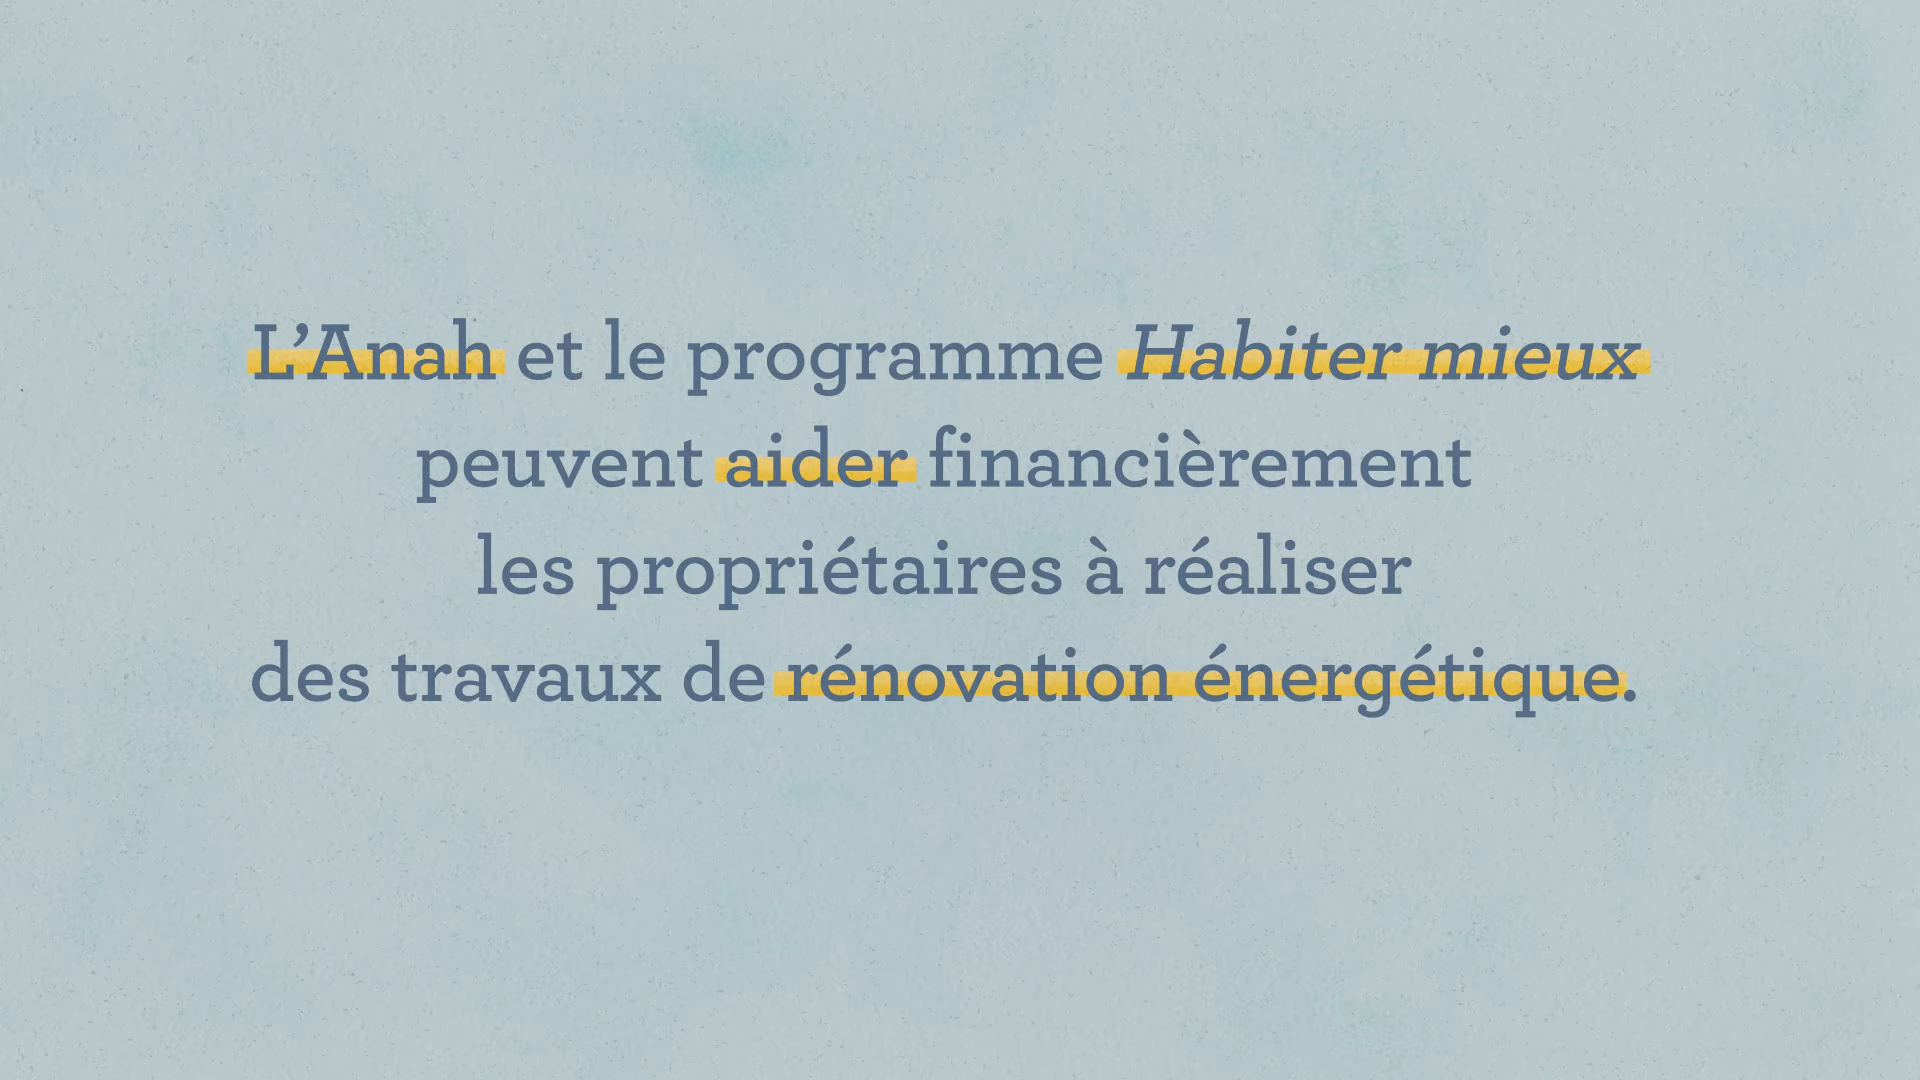 L’Anah et le programme Habiter mieux
peuvent aider financièrement
les propriétaires à réaliser
des travaux de rénovation énergétique.